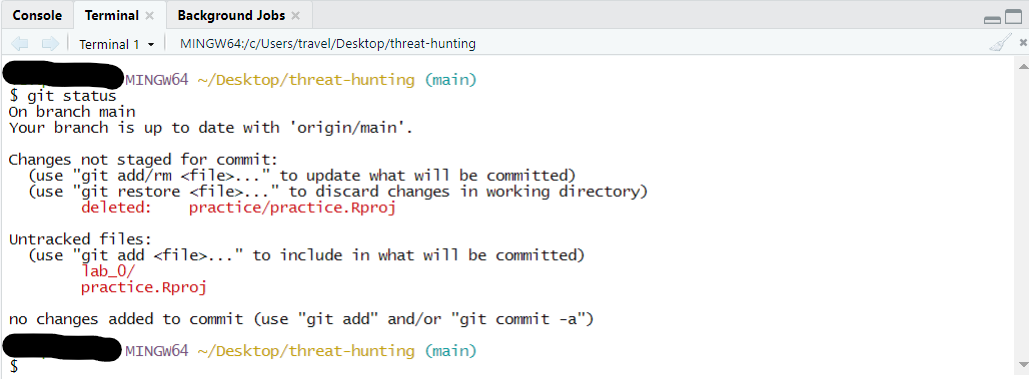 Console Terminal Background Jobs
Terminal 1 MINGW64:/c/Users/travel/Desktop/threat-hunting
MINGW64 ~/Desktop/threat-hunting (main)
$ git status
On branch main
Your branch is up to date with 'origin/main'.
Changes not staged for commit:
(use "git add/rm <file>..." to update what will be committed)
(use "git restore <file>..." to discard changes in working directory)
deleted: practice/practice.Rproj
Untracked files:
(use "git add <file>..." to include in what will be committed)
lab_0/
practice.Rproj
no changes added to commit (use "git add" and/or "git commit -a")
MINGW64 ~/Desktop/threat-hunting (main)
$